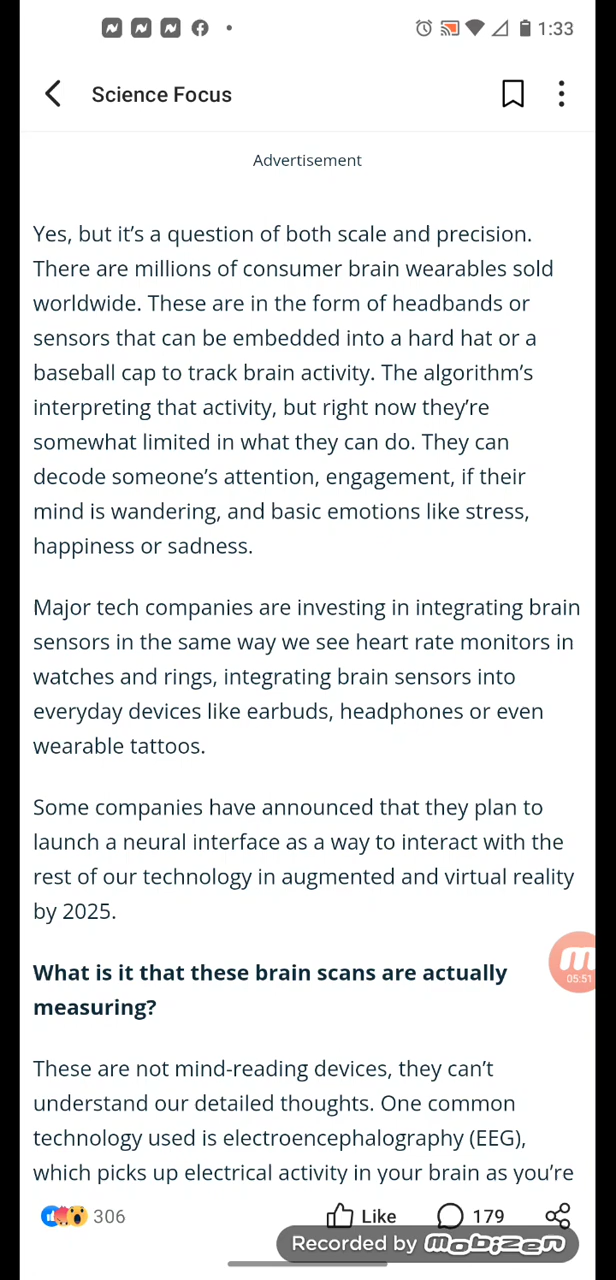 1:33
Science Focus
Advertisement
Yes, but it's a question of both scale and precision.
There are millions of consumer brain wearables sold
worldwide. These are in the form of headbands or
sensors that can be embedded into a hard hat or a
baseball cap to track brain activity. The algorithm's
interpreting that activity, but right now they're
somewhat limited in what they can do. They can
decode someone's attention, engagement, if their
mind is wandering, and basic emotions like stress,
happiness or sadness.
Major tech companies are investing in integrating brain
sensors in the same way we see heart rate monitors in
watches and rings, integrating brain sensors into
everyday devices like earbuds, headphones or even
wearable tattoos.
Some companies have announced that they plan to
launch a neural interface as a way to interact with the
rest of our technology in augmented and virtual reality
by 2025.
What is it that these brain scans are actually
measuring?
m
05:51
These are not mind-reading devices, they can't
understand our detailed thoughts. One common
technology used is electroencephalography (EEG),
which picks up electrical activity in your brain as you're
306 Like 179
Recorded by mobizen